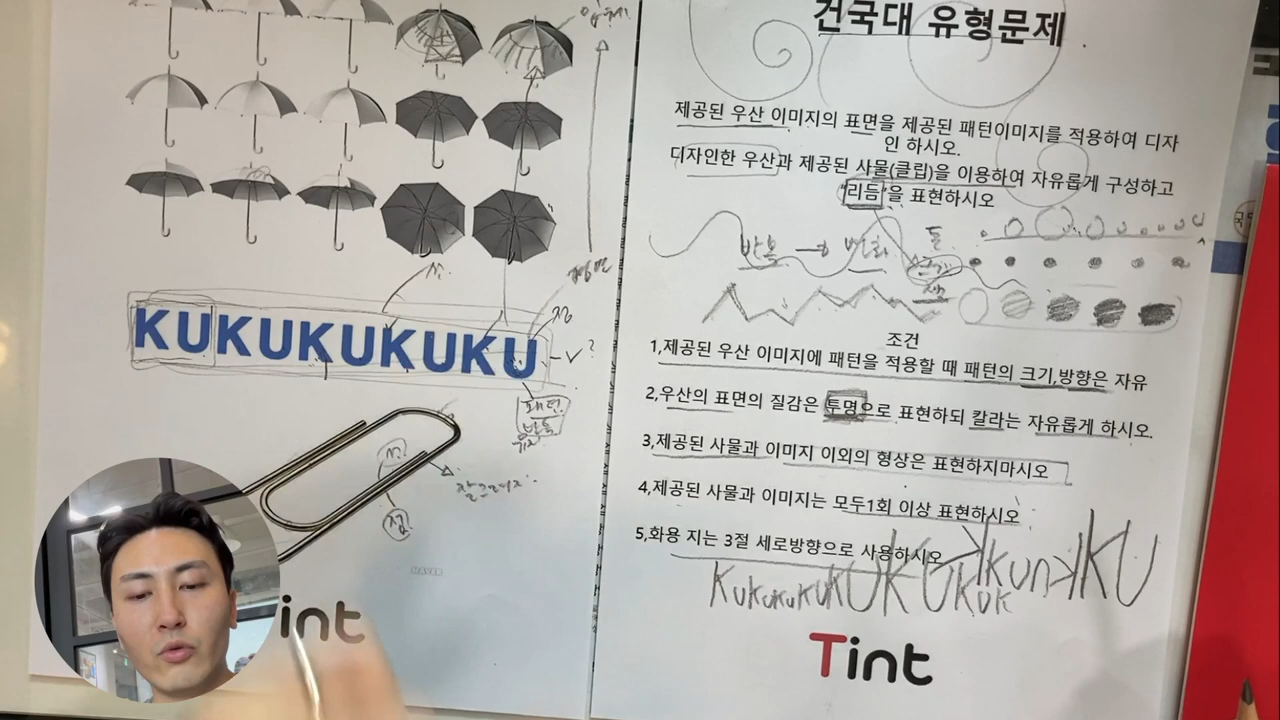 KUKUKUKUKU
NAVER
int
건국대 유형문제
제공된 우산 이미지의 표면을 제공된 패턴이미지를 적용하여 디자
인 하시오.
디자인한 우산과 제공된 사물(클립)을 이용하여 자유롭게 구성하고
'리듬'을 표현하시오
반복 → 변화
조건
1,제공된 우산 이미지에 패턴을 적용할 때 패턴의 크기,방향은 자유
2,우산의 표면의 질감은 투명으로 표현하되 칼라는 자유롭게 하시오.
3,제공된 사물과 이미지 이외의 형상은 표현하지마시오
4,제공된 사물과 이미지는 모두1회 이상 표현하시오
5,화용 지는 3절 세로방향으로 사용하시오
Tint